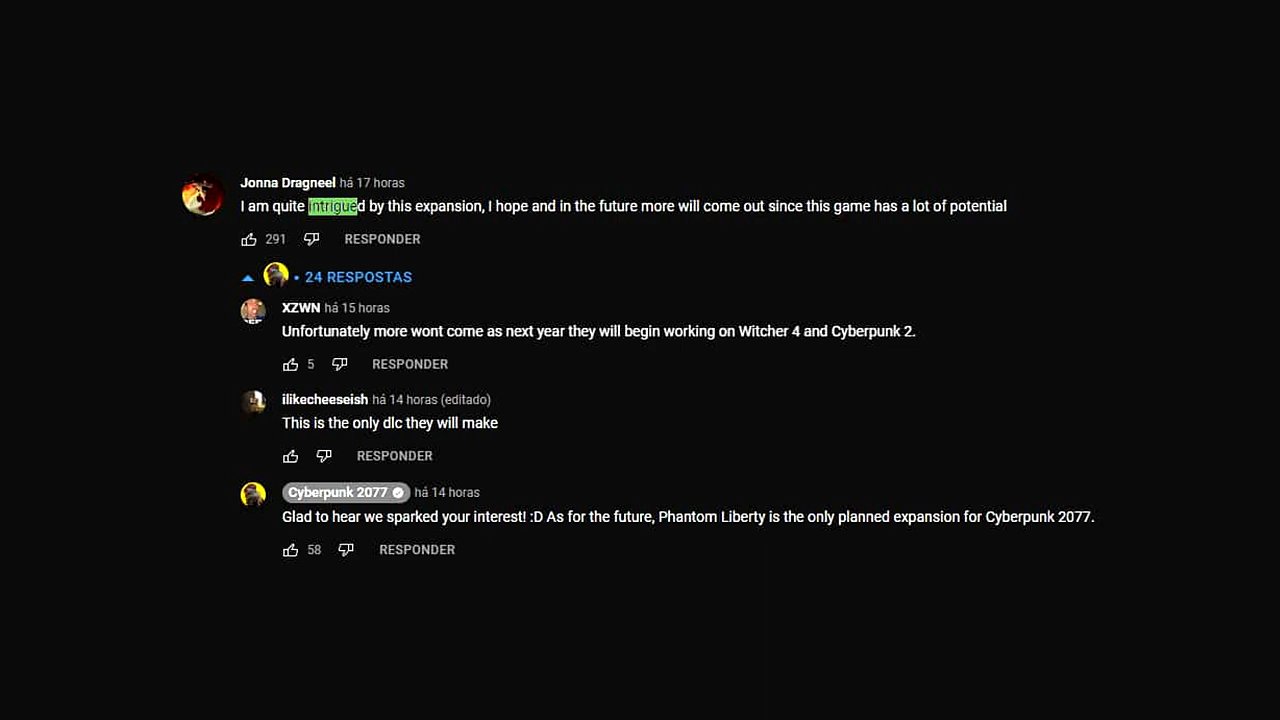 Jonna Dragneel há 17 horas
I am quite intrigued by this expansion, I hope and in the future more will come out since this game has a lot of potential
291 RESPONDER
• 24 RESPOSTAS
XZWN há 15 horas
Unfortunately more wont come as next year they will begin working on Witcher 4 and Cyberpunk 2.
5 RESPONDER
ilikecheeseish há 14 horas (editado)
This is the only dlc they will make
RESPONDER
Cyberpunk 2077 há 14 horas
Glad to hear we sparked your interest! :D As for the future, Phantom Liberty is the only planned expansion for Cyberpunk 2077.
58 RESPONDER